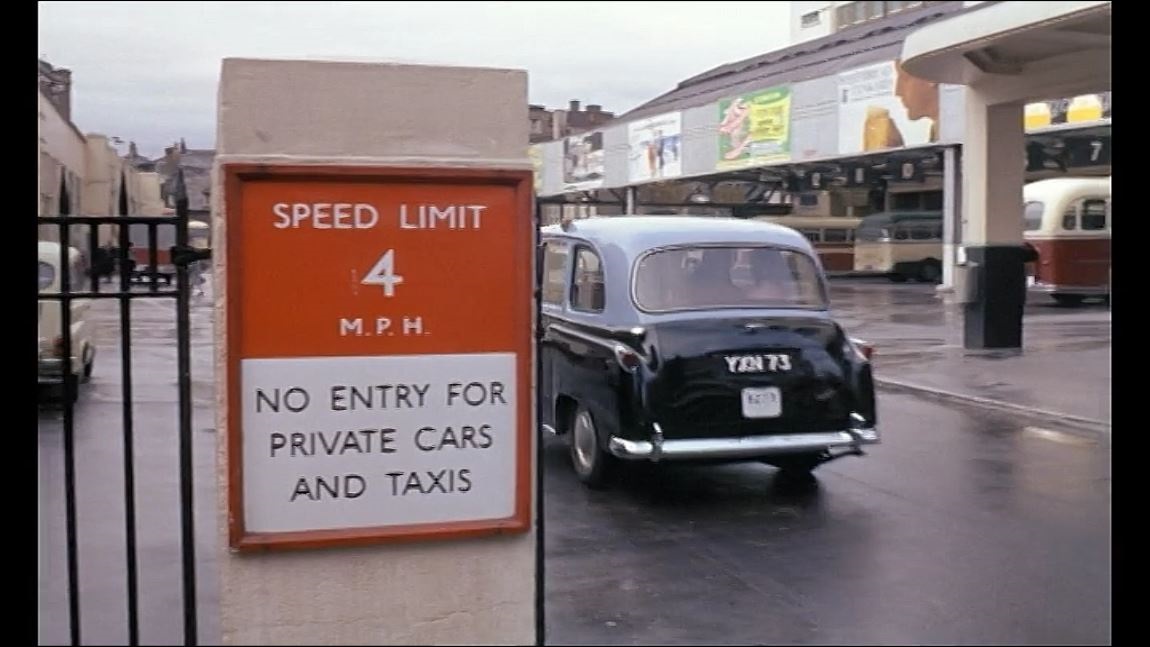 SPEED LIMIT
4
M.P.H.
NO ENTRY FOR
PRIVATE CARS
AND TAXIS
YXN 73
7